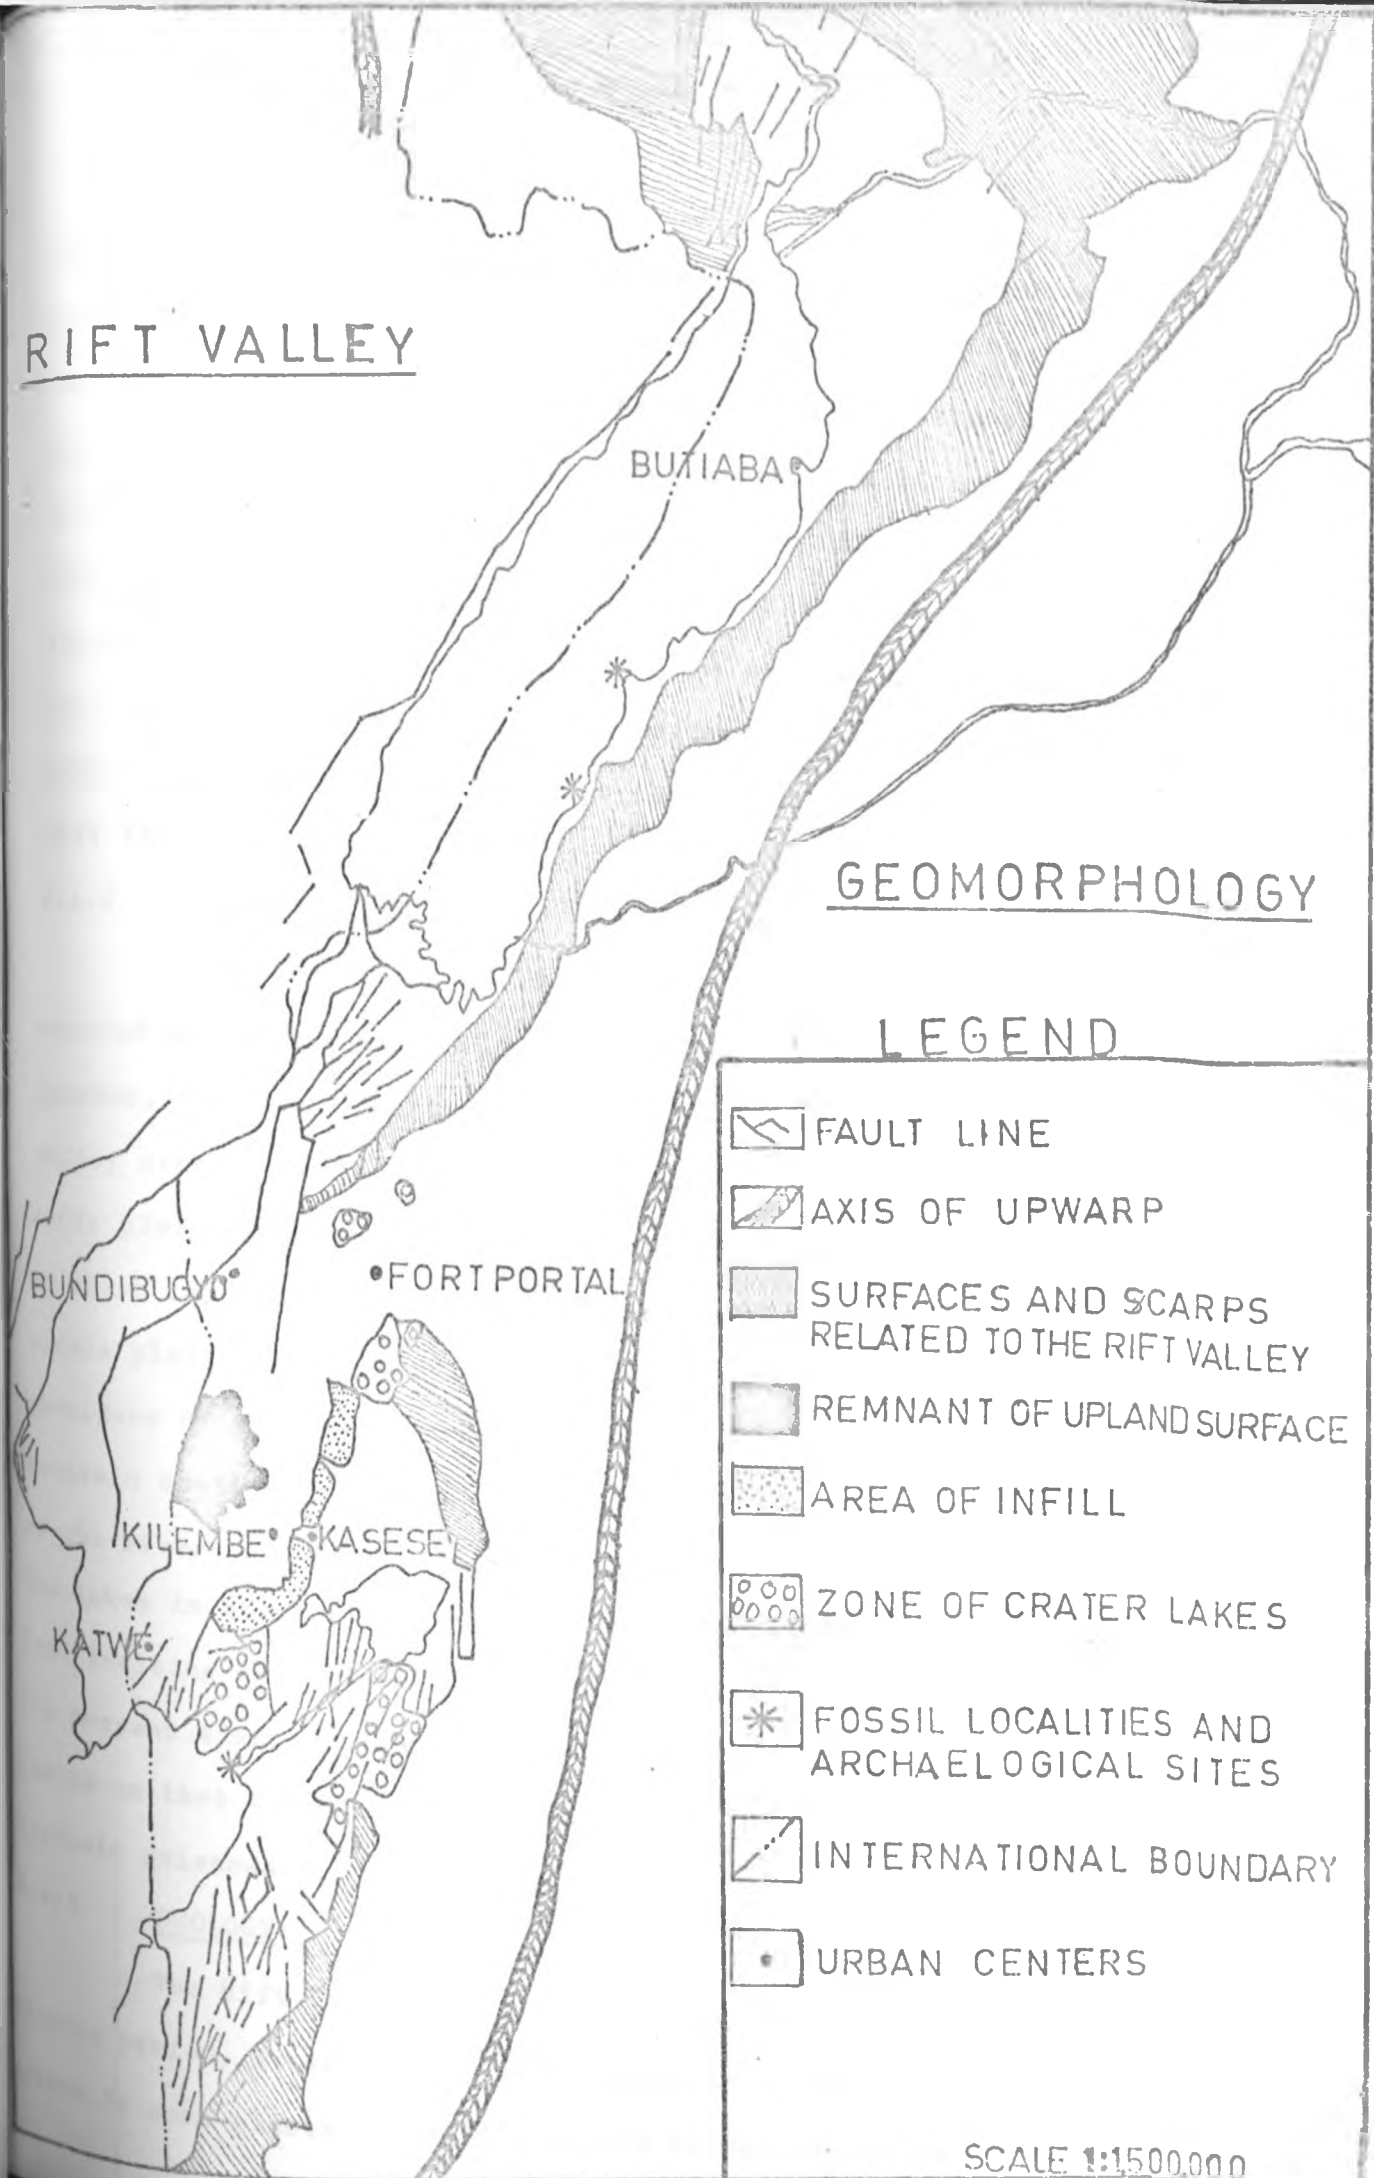 RIFT VALLEY
BUTIABA
GEOMORPHOLOGY
LEGEND
FAULT LINE
AXIS OF UPWARP
BUNDIBUGYO
FORT PORTAL
SURFACES AND SCARPS
RELATED TO THE RIFT VALLEY
REMNANT OF UPLAND SURFACE
AREA OF INFILL
KILEMBE
KASESE
ZONE OF CRATER LAKES
KATWE
FOSSIL LOCALITIES AND
ARCHAELOGICAL SITES
INTERNATIONAL BOUNDARY
URBAN CENTERS
SCALE 1:1500.000